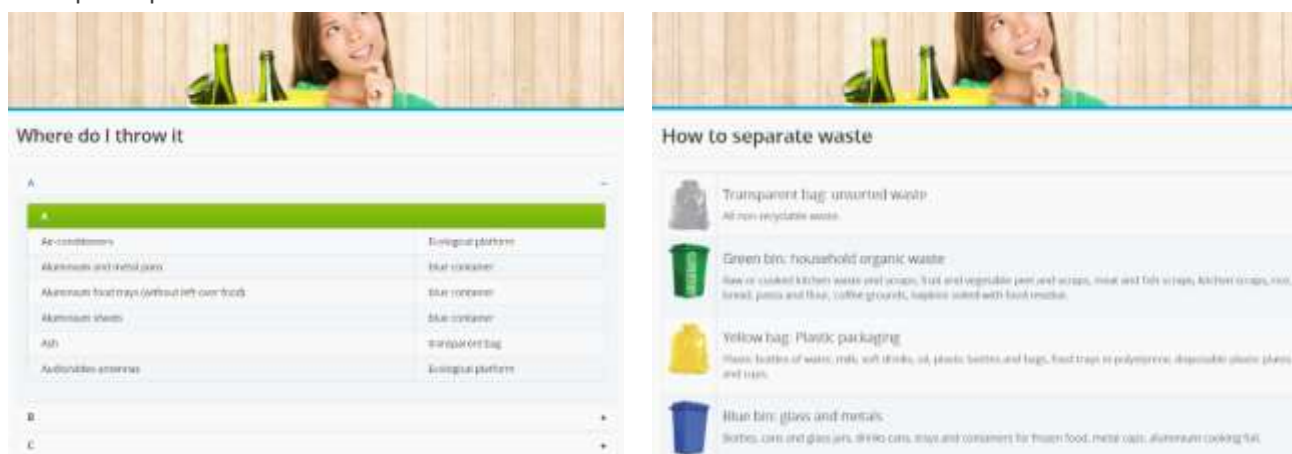 Where do I throw it
A
A
Air-conditioners Ecological platform
Aluminum and metal pans blue container
Aluminum food trays (without left over food) blue container
Aluminum sheets blue container
Ash transparent bag
Audio/video antennas Ecological platform
B
C
How to separate waste
Transparent bag: unsorted waste
All non-recyclable waste.
Green bin: household organic waste
Raw or cooked kitchen waste and scraps, fruit and vegetable peel and scraps, meat and fish scraps, kitchen scraps, rice,
bread, pasta and flour, coffee grounds, napkins soiled with food residue.
Yellow bag: Plastic packaging
Plastic bottles of water, milk, soft drinks, oil, plastic bottles and bags, food trays in polystyrene, disposable plastic plates
and cups.
Blue bin: glass and metals
Bottles, cans and glass jars, drinks cans, trays and containers for frozen food, metal caps, aluminium cooking foil.